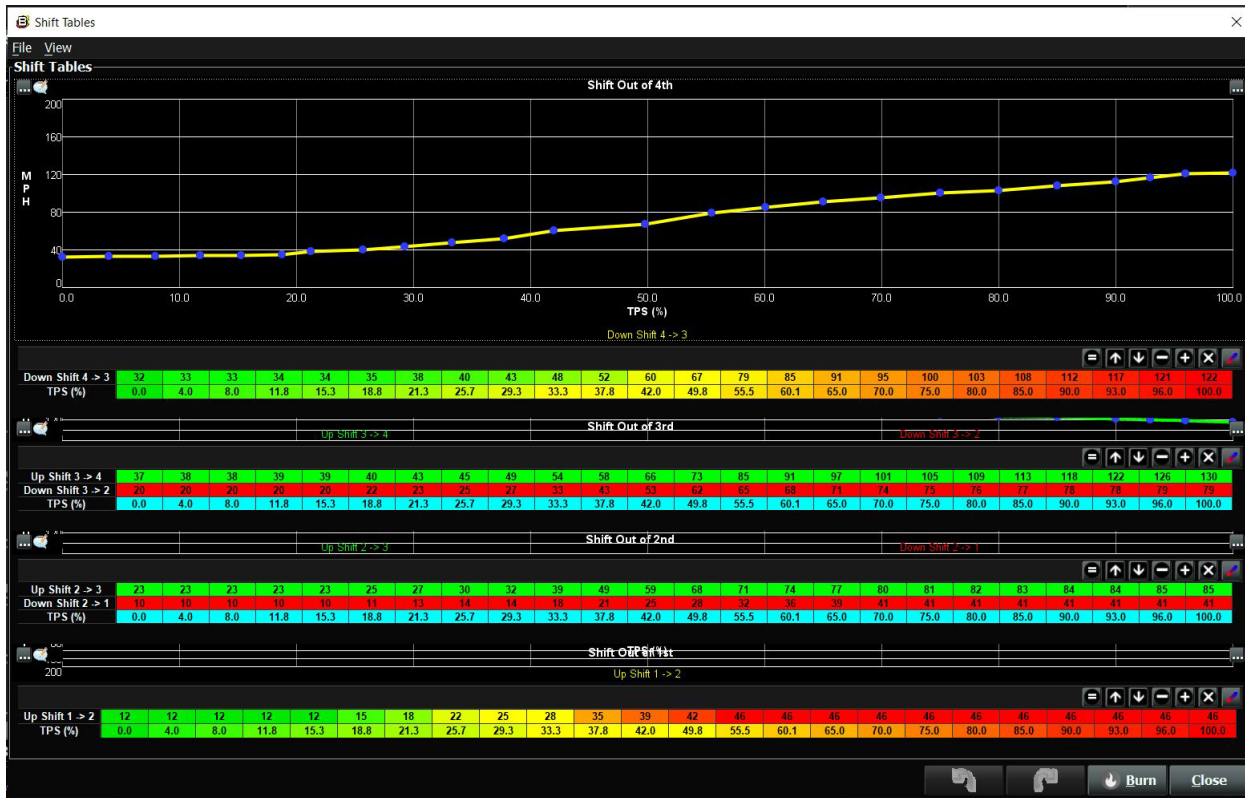 Shift Tables
File View
Shift Tables
Shift Out of 4th
200
160
120
80
40
0
MPH
0.0 10.0 20.0 30.0 40.0 50.0 60.0 70.0 80.0 90.0 100.0
TPS (%)
Down Shift 4 -> 3
Down Shift 4 -> 3 32 33 33 34 34 35 38 40 43 48 52 60 67 79 85 91 95 100 103 108 112 117 121 122
TPS (%) 0.0 4.0 8.0 11.8 15.3 18.8 21.3 25.7 29.3 33.3 37.8 42.0 49.8 55.5 60.1 65.0 70.0 75.0 80.0 85.0 90.0 93.0 96.0 100.0
Shift Out of 3rd
Up Shift 3 -> 4 Down Shift 3 -> 2
Up Shift 3 -> 4 37 38 38 39 39 40 43 45 49 54 58 66 73 85 91 97 101 105 109 113 118 122 126 130
Down Shift 3 -> 2 20 20 20 20 20 22 23 25 27 33 43 53 62 65 68 71 74 75 76 77 78 78 79 79
TPS (%) 0.0 4.0 8.0 11.8 15.3 18.8 21.3 25.7 29.3 33.3 37.8 42.0 49.8 55.5 60.1 65.0 70.0 75.0 80.0 85.0 90.0 93.0 96.0 100.0
Shift Out of 2nd
Up Shift 2 -> 3 Down Shift 2 -> 1
Up Shift 2 -> 3 23 23 23 23 23 25 27 30 32 39 49 59 68 71 74 77 80 81 82 83 84 84 85 85
Down Shift 2 -> 1 10 10 10 10 10 11 13 14 14 18 21 25 28 32 36 39 41 41 41 41 41 41 41 41
TPS (%) 0.0 4.0 8.0 11.8 15.3 18.8 21.3 25.7 29.3 33.3 37.8 42.0 49.8 55.5 60.1 65.0 70.0 75.0 80.0 85.0 90.0 93.0 96.0 100.0
Shift Out of 1st
TPS (%)
200
Up Shift 1 -> 2
Up Shift 1 -> 2 12 12 12 12 12 15 18 22 25 28 35 39 42 46 46 46 46 46 46 46 46 46 46 46
TPS (%) 0.0 4.0 8.0 11.8 15.3 18.8 21.3 25.7 29.3 33.3 37.8 42.0 49.8 55.5 60.1 65.0 70.0 75.0 80.0 85.0 90.0 93.0 96.0 100.0
Burn Close